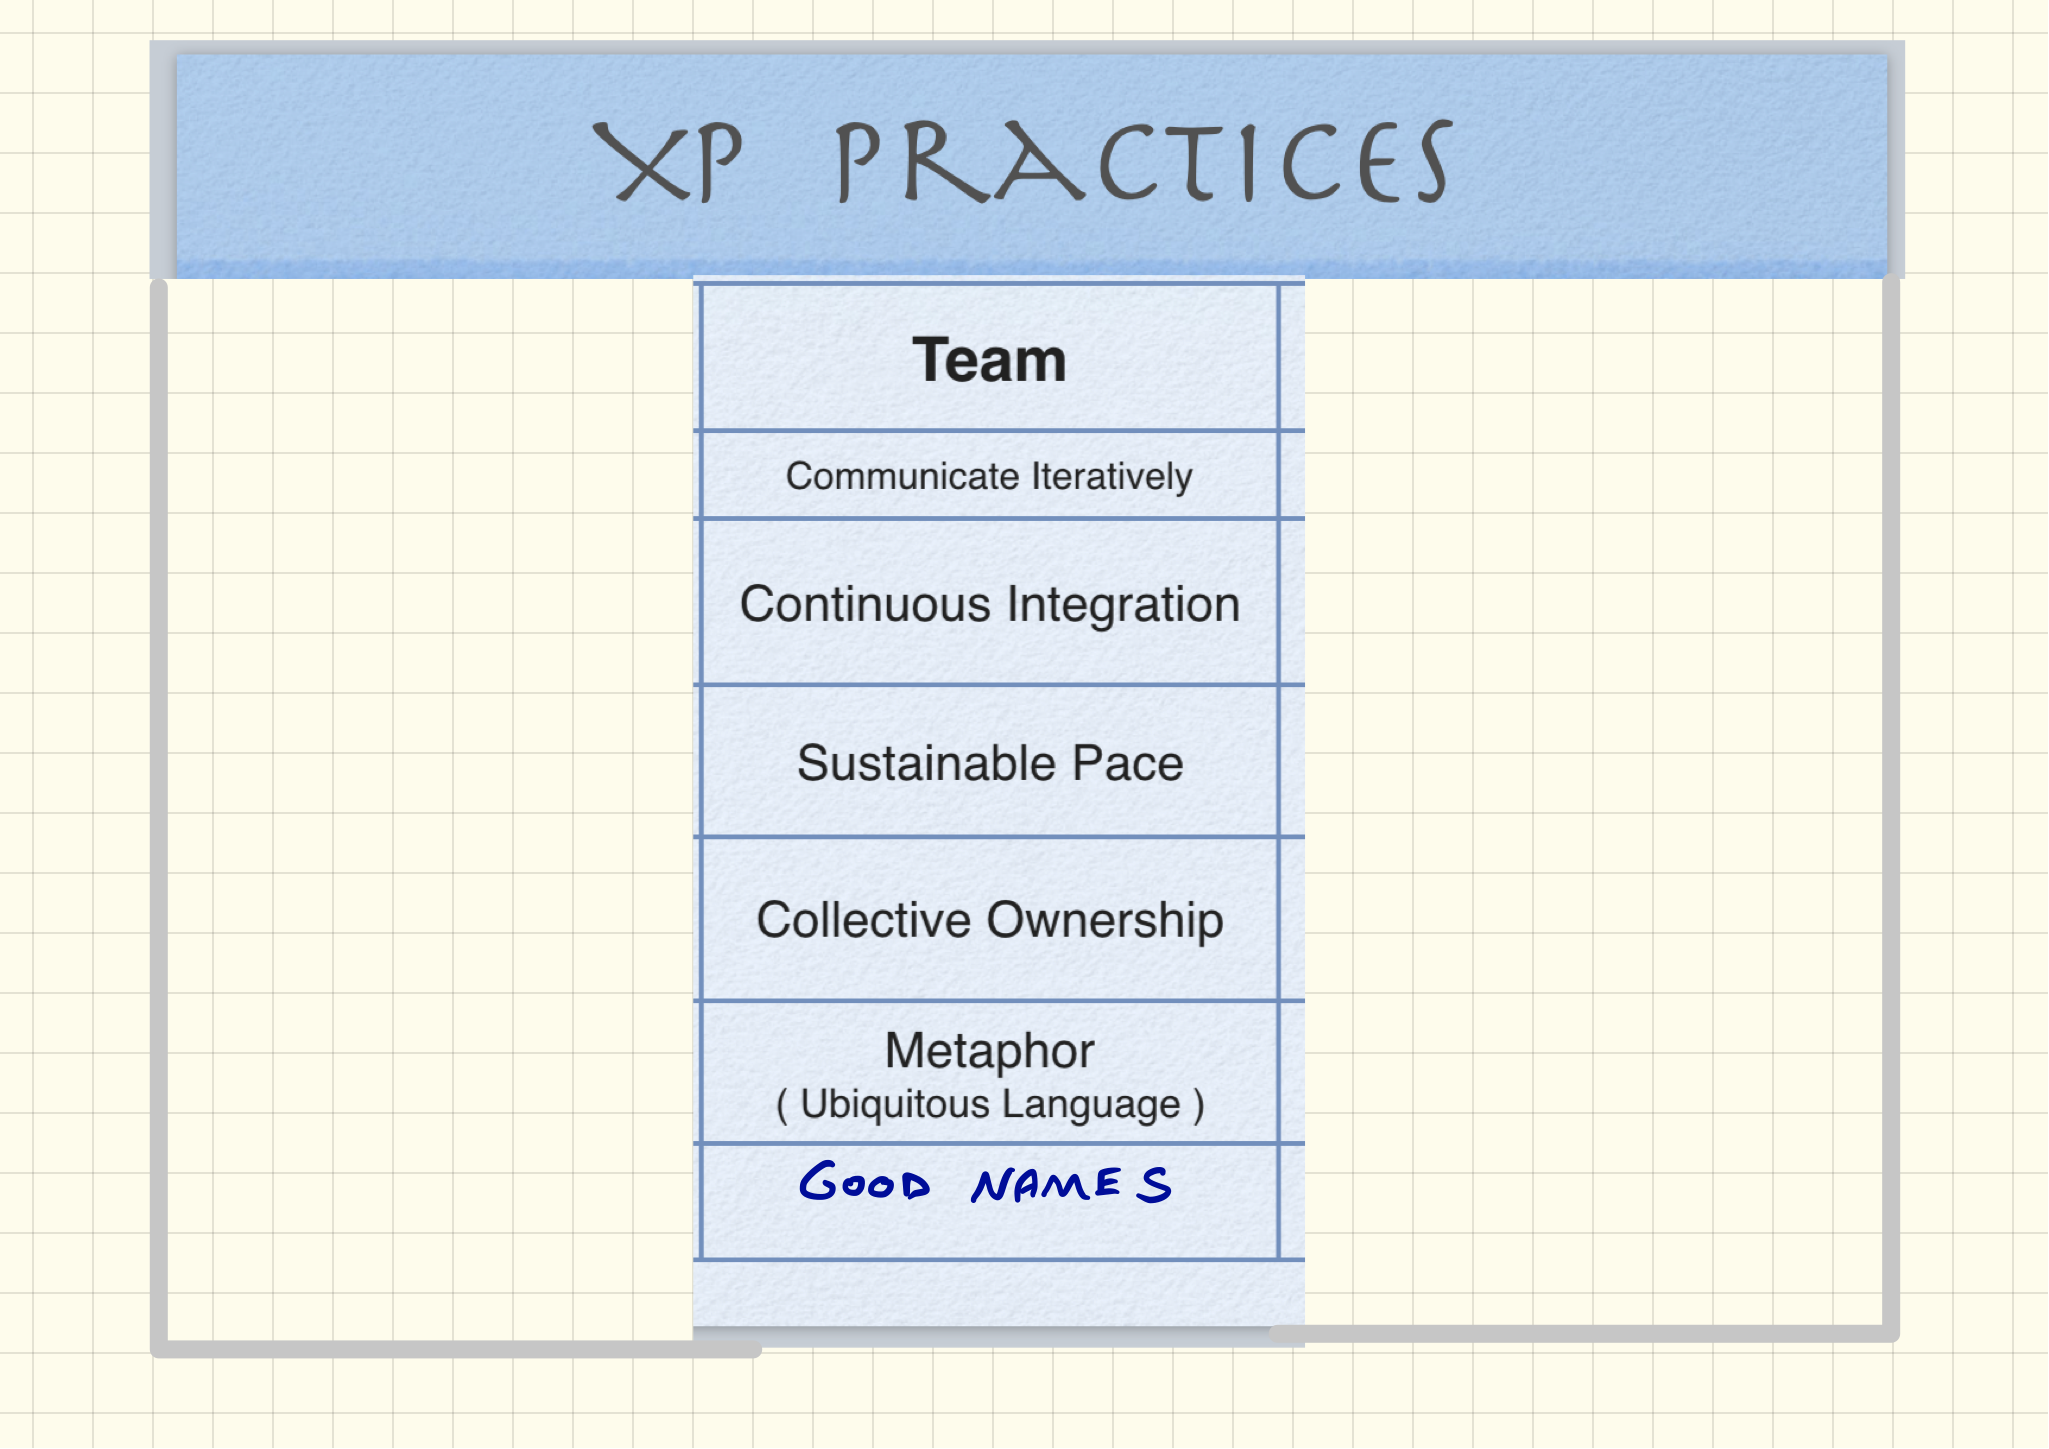 XP PRACTICES
Team
Communicate Iteratively
Continuous Integration
Sustainable Pace
Collective Ownership
Metaphor
( Ubiquitous Language )
GOOD NAMES